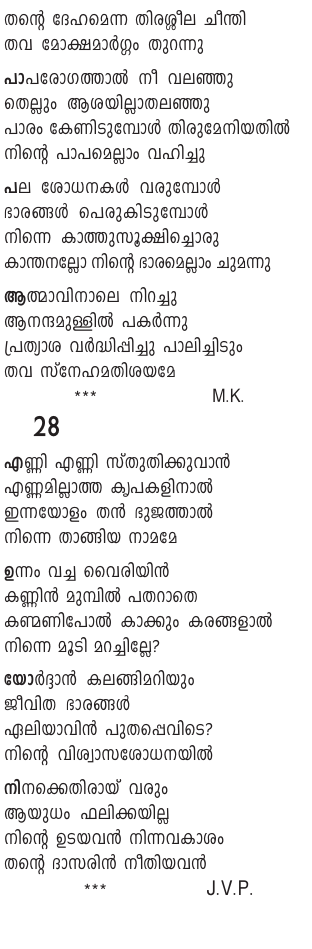 തന്റെ ദേഹമെന്ന തിരശ്ശീല ചീന്തി
തവ മോക്ഷമാർഗ്ഗം തുറന്നു
പാപരോഗത്താൽ നീ വലഞ്ഞു
തെല്ലും ആശയില്ലാതലഞ്ഞു
പാരം കേണിടുമ്പോൾ തിരുമേനിയതിൽ
നിന്റെ പാപമെല്ലാം വഹിച്ചു
പല ശോധനകൾ വരുമ്പോൾ
ഭാരങ്ങൾ പെരുകിടുമ്പോൾ
നിന്നെ കാത്തുസൂക്ഷിച്ചൊരു
കാന്തനല്ലോ നിന്റെ ഭാരമെല്ലാം ചുമന്നു
ആത്മാവിനാലെ നിറച്ചു
ആനന്ദമുള്ളിൽ പകർന്നു
പ്രത്യാശ വർദ്ധിപ്പിച്ചു പാലിച്ചിടും
തവ സ്നേഹമതിശയമേ
*** M.K.
28
എണ്ണി എണ്ണി സ്തുതിക്കുവാൻ
എണ്ണമില്ലാത്ത കൃപകളിനാൽ
ഇന്നയോളം തൻ ഭുജത്താൽ
നിന്നെ താങ്ങിയ നാമമേ
ഉന്നം വച്ച വൈരിയിൻ
കണ്ണിൻ മുമ്പിൽ പതറാതെ
കണ്മണിപോൽ കാക്കും കരങ്ങളാൽ
നിന്നെ മൂടി മറച്ചില്ലേ?
യോർദ്ദാൻ കലങ്ങിമറിയും
ജീവിത ഭാരങ്ങൾ
ഏലിയാവിൻ പുതപ്പെവിടെ?
നിന്റെ വിശ്വാസശോധനയിൽ
നിനക്കെതിരായ് വരും
ആയുധം ഫലിക്കയില്ല
നിന്റെ ഉടയവൻ നിന്നവകാശം
തന്റെ ദാസരിൻ നീതിയവൻ
*** J.V.P.